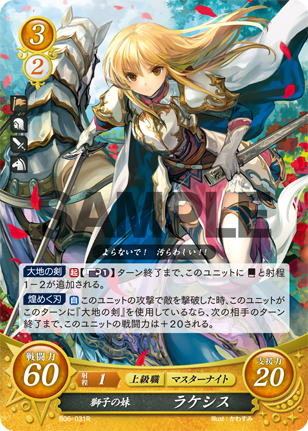 3
2
SAMPLE
よらないで! 汚らわしい!!
大地の剣 起 1 ターン終了まで、このユニットに と射程
1-2が追加される。
煌めく刃 自 このユニットの攻撃で敵を撃破した時、このユニットが
このターンに『大地の剣』を使用しているなら、次の相手のターン
終了まで、このユニットの戦闘力は+20される。
戦闘力
60
射程 1 上級職 マスターナイト
支援力
20
獅子の妹 ラケシス
B06-031R
Illust:かわすみ